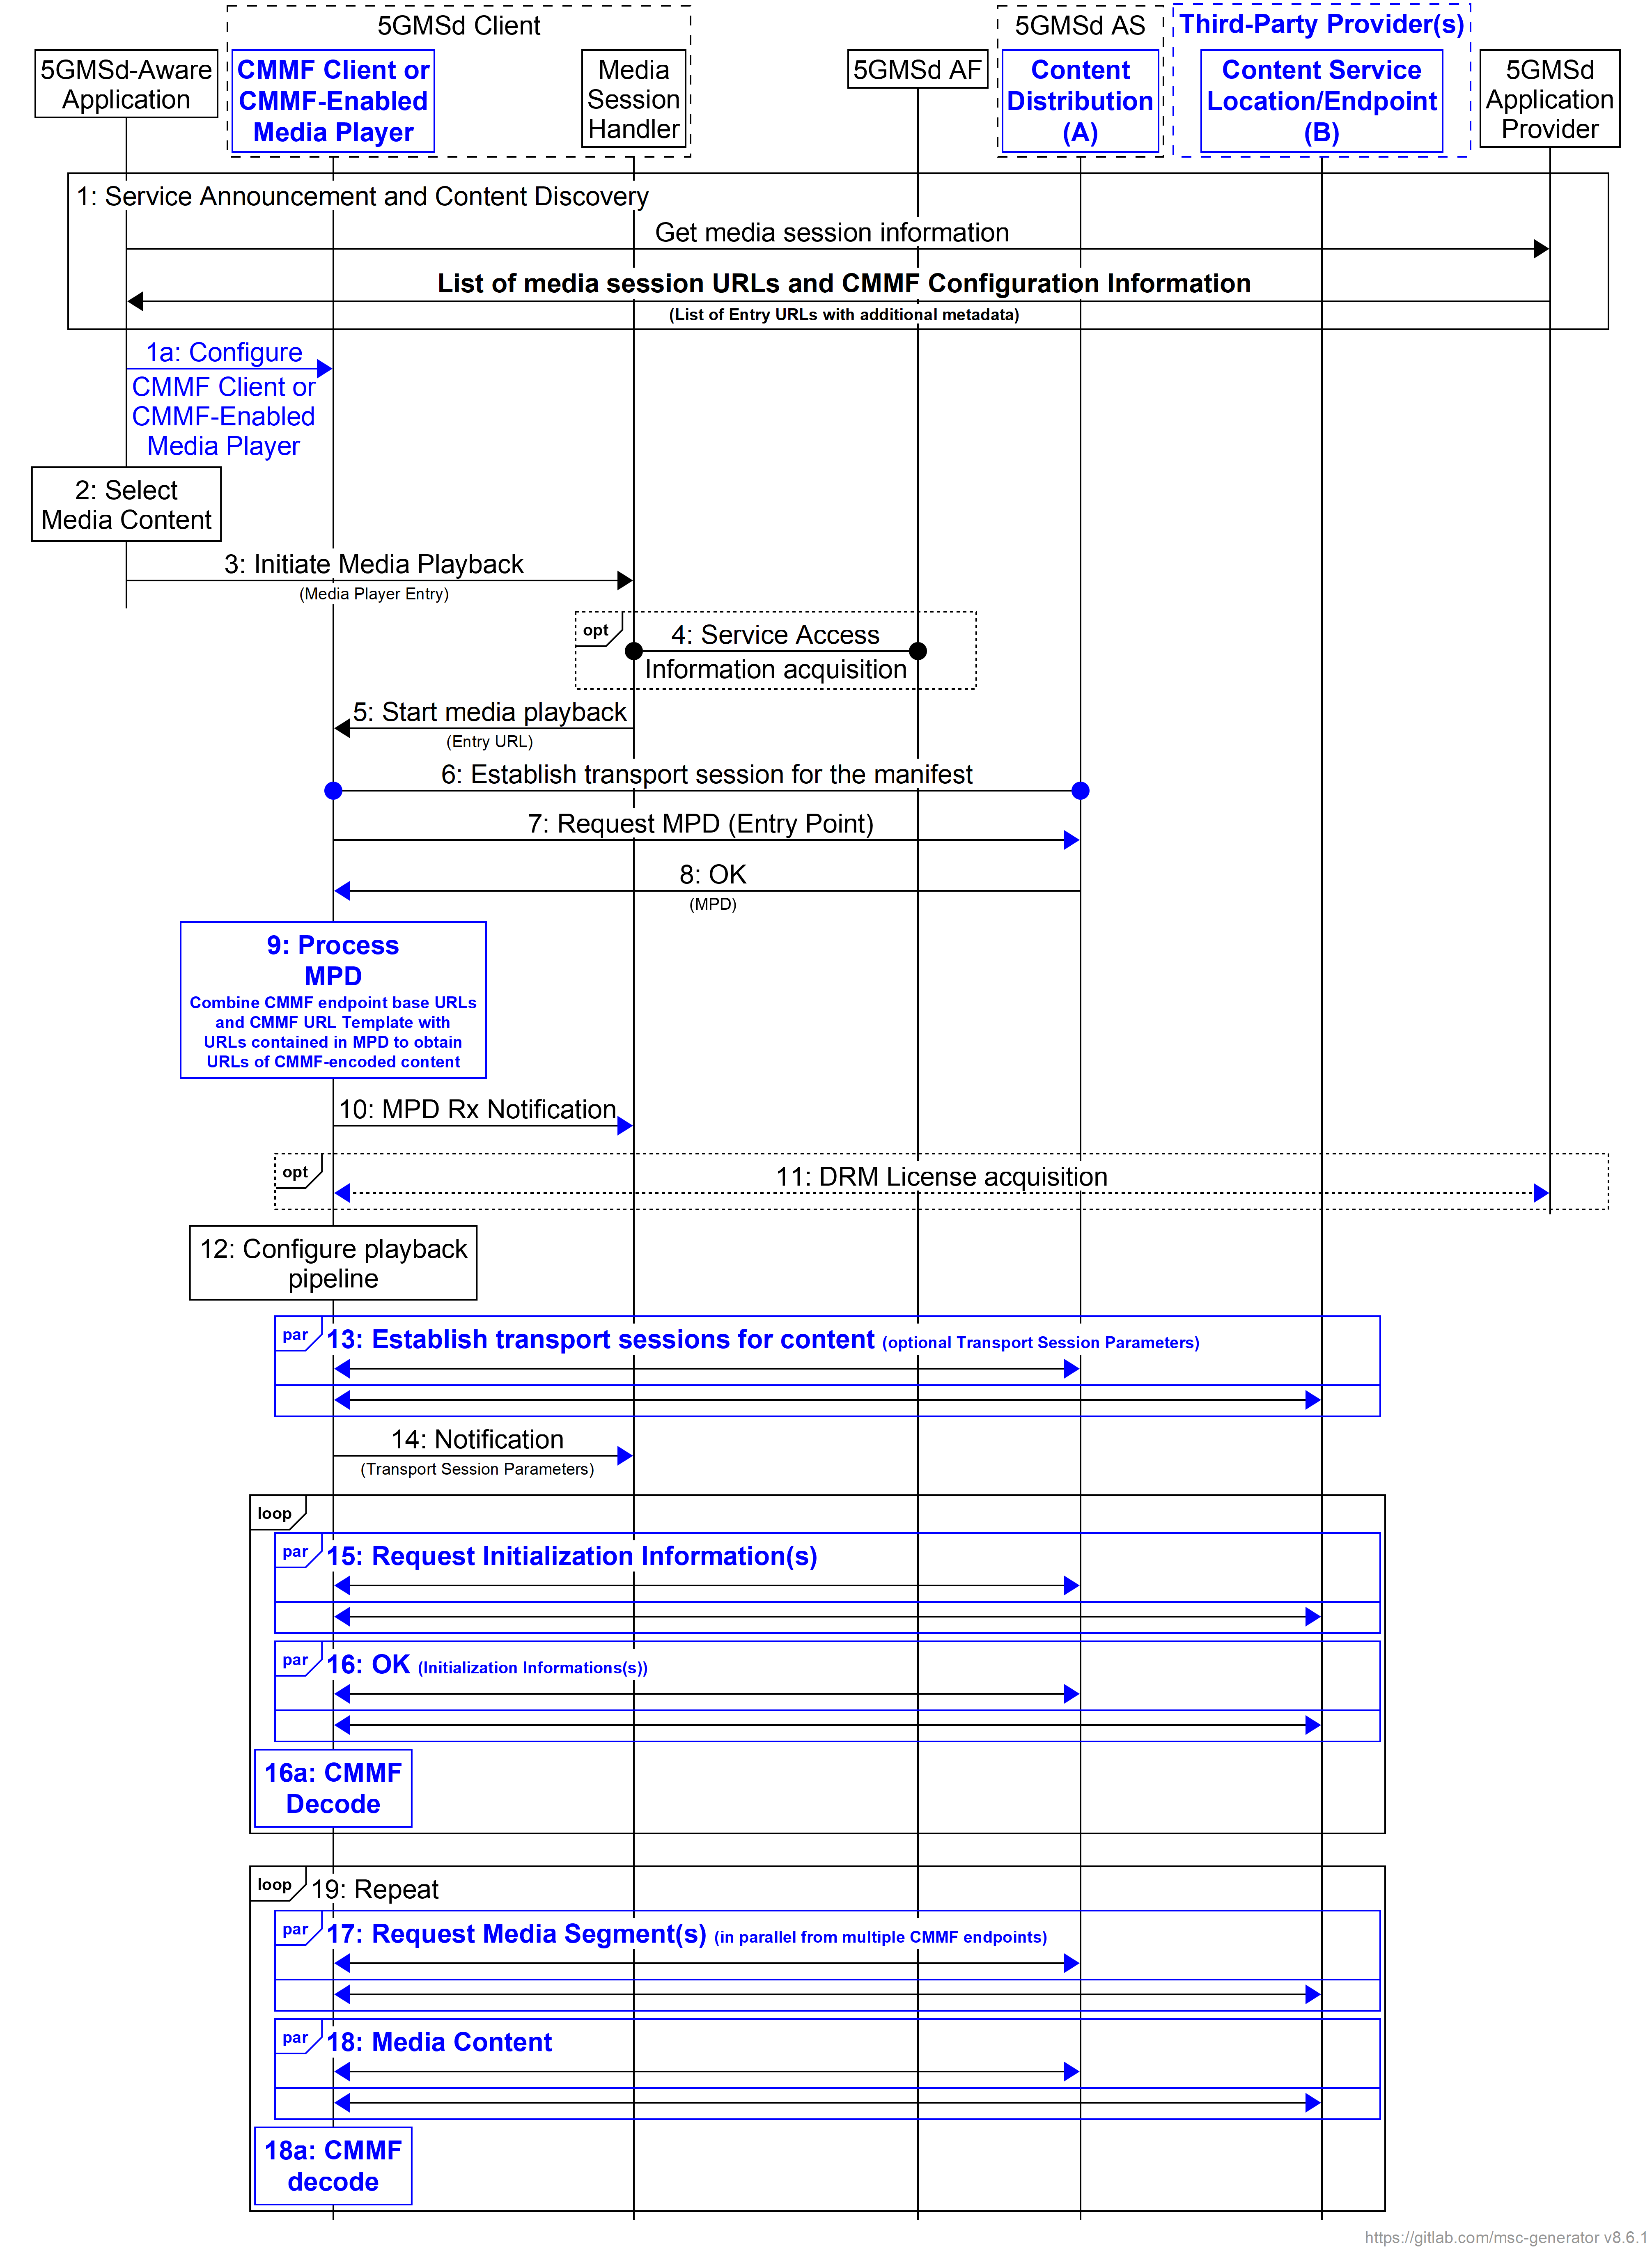 5GMSd Client
5GMSd AS
Third-Party Provider(s)
5GMSd-Aware
Application
CMMF Client or
CMMF-Enabled
Media Player
Media
Session
Handler
5GMSd AF
Content
Distribution
(A)
Content Service
Location/Endpoint
(B)
5GMSd
Application
Provider
1: Service Announcement and Content Discovery
Get media session information
List of media session URLs and CMMF Configuration Information
(List of Entry URLs with additional metadata)
1a: Configure
CMMF Client or
CMMF-Enabled
Media Player
2: Select
Media Content
3: Initiate Media Playback
(Media Player Entry)
opt
4: Service Access
Information acquisition
5: Start media playback
(Entry URL)
6: Establish transport session for the manifest
7: Request MPD (Entry Point)
8: OK
(MPD)
9: Process
MPD
Combine CMMF endpoint base URLs
and CMMF URL Template with
URLs contained in MPD to obtain
URLs of CMMF-encoded content
10: MPD Rx Notification
opt
11: DRM License acquisition
12: Configure playback
pipeline
par
13: Establish transport sessions for content (optional Transport Session Parameters)
14: Notification
(Transport Session Parameters)
loop
par
15: Request Initialization Information(s)
par
16: OK (Initialization Informations(s))
16a: CMMF
Decode
loop
19: Repeat
par
17: Request Media Segment(s) (in parallel from multiple CMMF endpoints)
par
18: Media Content
18a: CMMF
decode
https://gitlab.com/msc-generator v8.6.1